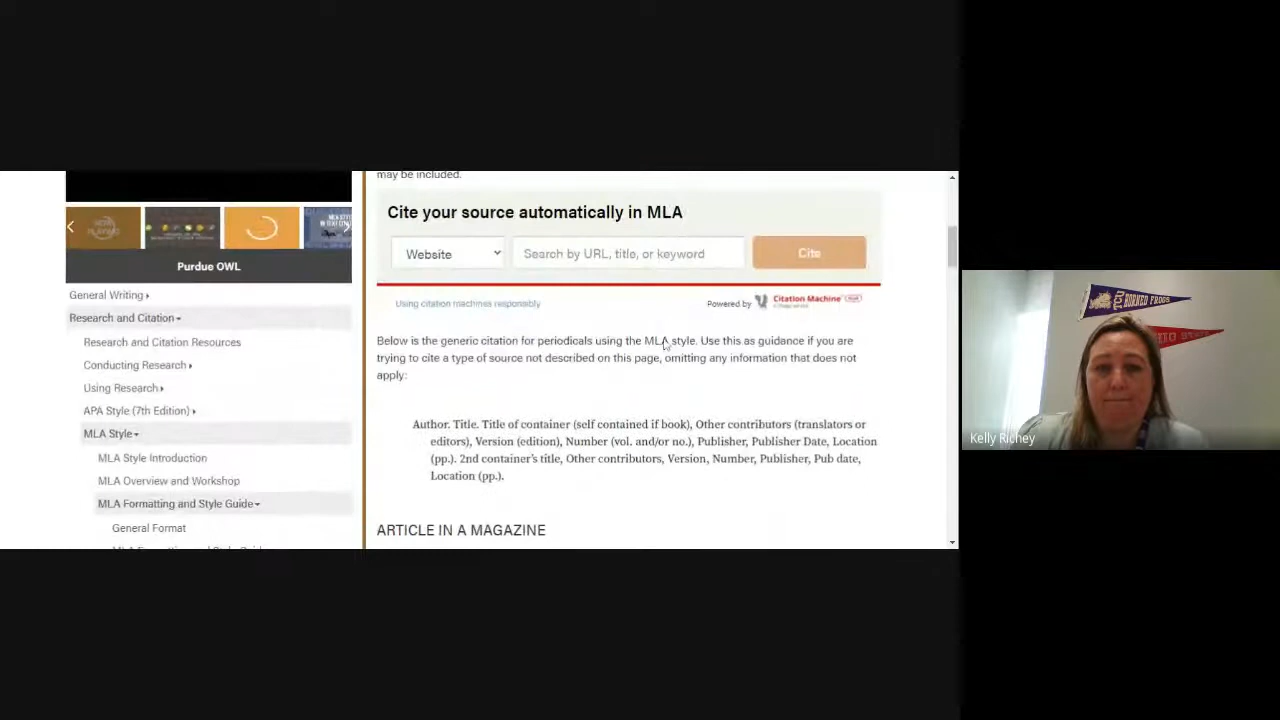 may be included.
Cite your source automatically in MLA
Website
Search by URL, title, or keyword
Cite
Using citation machines responsibly
Powered by
Citation Machine
Below is the generic citation for periodicals using the MLA style. Use this as guidance if you are
trying to cite a type of source not described on this page, omitting any information that does not
apply:
Author. Title. Title of container (self contained if book), Other contributors (translators or
editors), Version (edition), Number (vol. and/or no.), Publisher, Publisher Date, Location
(pp.). 2nd container's title, Other contributors, Version, Number, Publisher, Pub date,
Location (pp.).
ARTICLE IN A MAGAZINE
Purdue OWL
General Writing
Research and Citation
Research and Citation Resources
Conducting Research
Using Research
APA Style (7th Edition)
MLA Style
MLA Style Introduction
MLA Overview and Workshop
MLA Formatting and Style Guide
General Format
TCU
HORNED FROGS
OHIO STATE
Kelly Richey